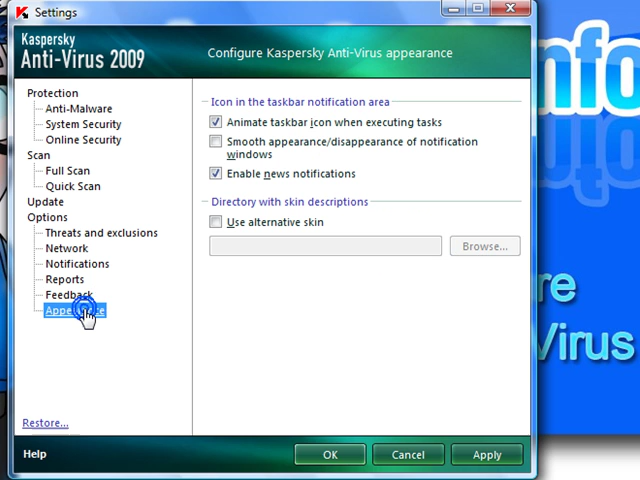 Settings
Kaspersky
Anti-Virus 2009
Configure Kaspersky Anti-Virus appearance
Protection
Anti-Malware
System Security
Online Security
Scan
Full Scan
Quick Scan
Update
Options
Threats and exclusions
Network
Notifications
Reports
Feedback
Restore...
Icon in the taskbar notification area
Animate taskbar icon when executing tasks
Smooth appearance/disappearance of notification
windows
Enable news notifications
Directory with skin descriptions
Use alternative skin
Browse...
Help
OK
Cancel
Apply
nfo
re
Virus